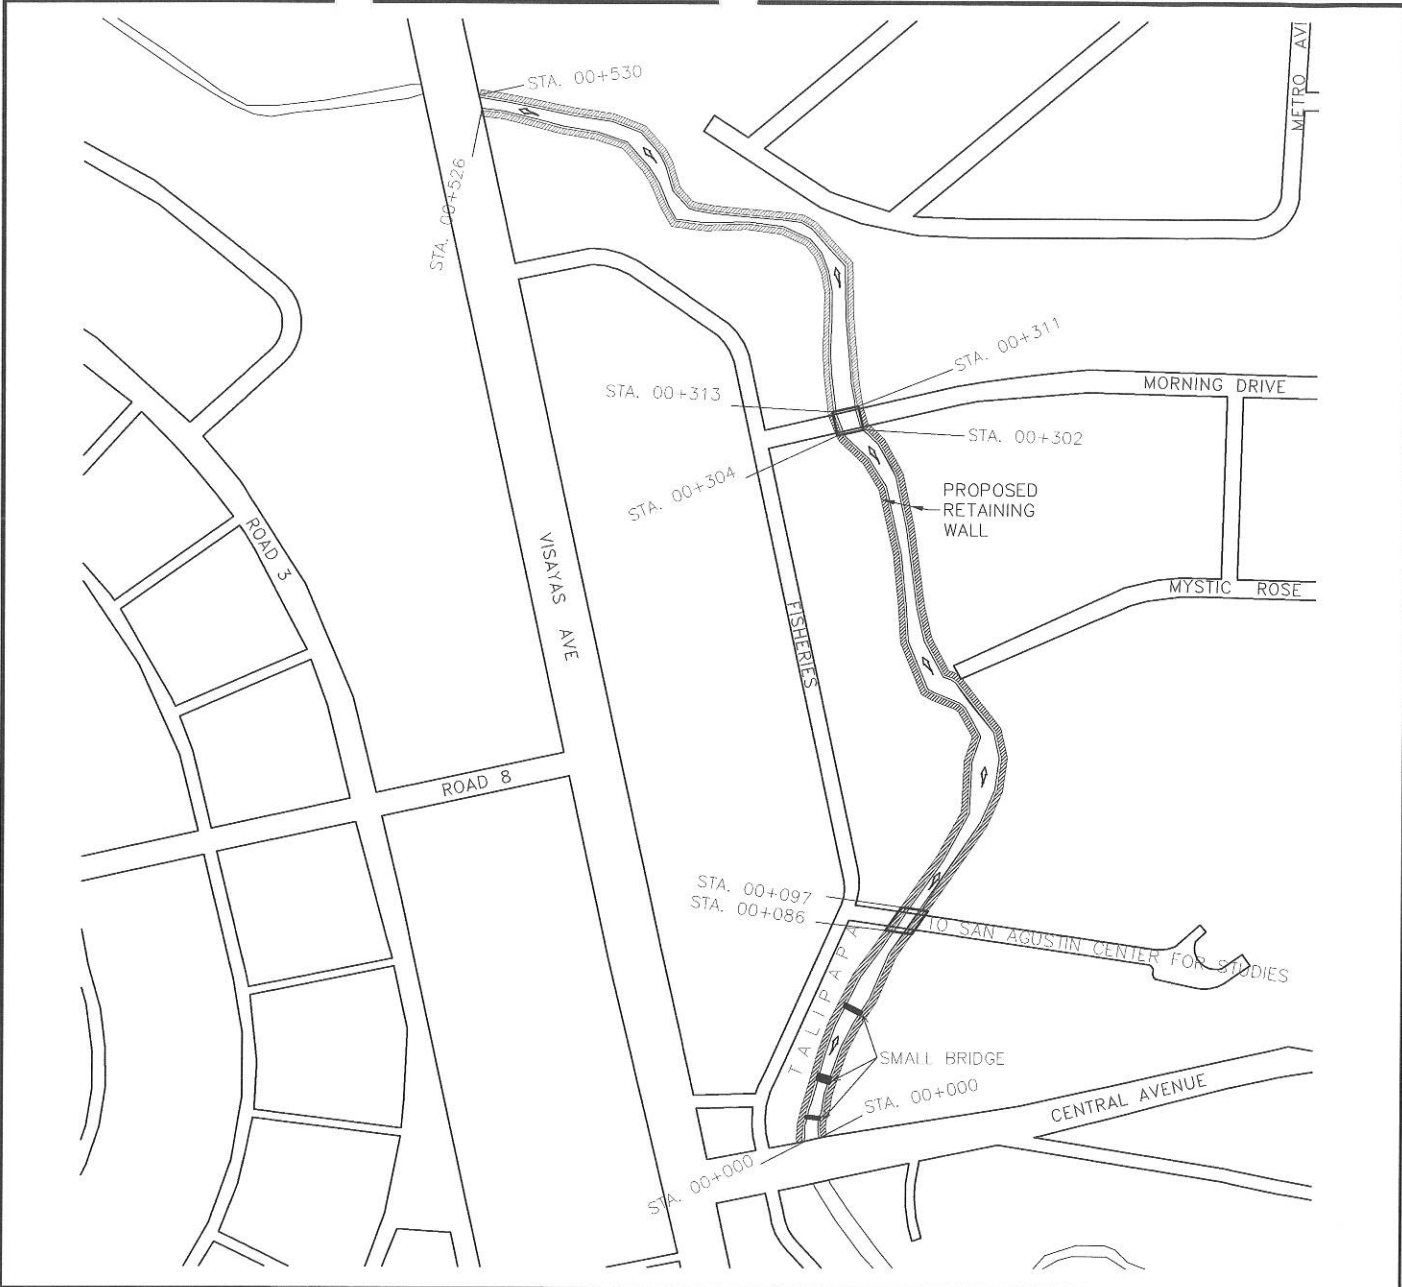 STA. 00+530
METRO AVE
STA. 00+526
STA. 00+311
STA. 00+313
MORNING DRIVE
STA. 00+302
STA. 00+304
PROPOSED
RETAINING
WALL
ROAD 3
VISAYAS AVE
MYSTIC ROSE
FISHERIES
ROAD 8
STA. 00+097
STA. 00+086
TO SAN AGUSTIN CENTER FOR STUDIES
TALIPAPA
SMALL BRIDGE
STA. 00+000
CENTRAL AVENUE
STA. 00+000